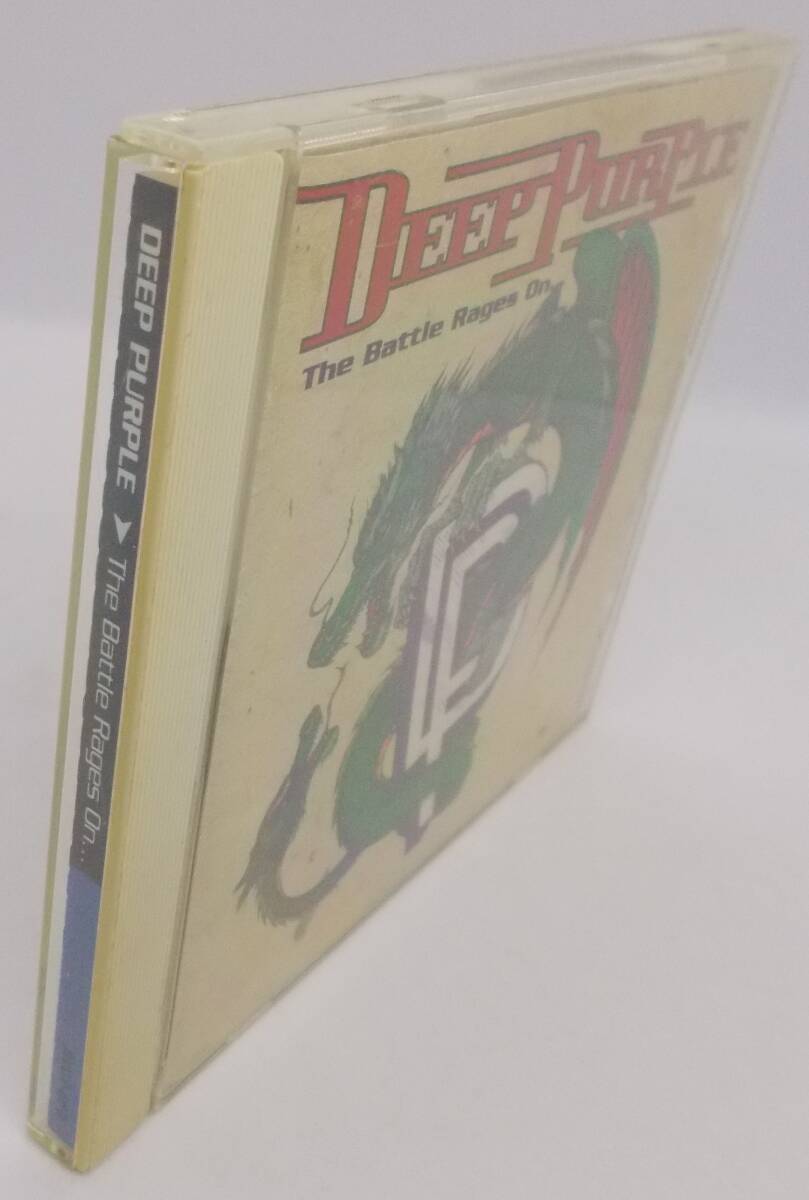 DEEP PURPLE
The Battle Rages On...
DEEP PURPLE The Battle Rages On...